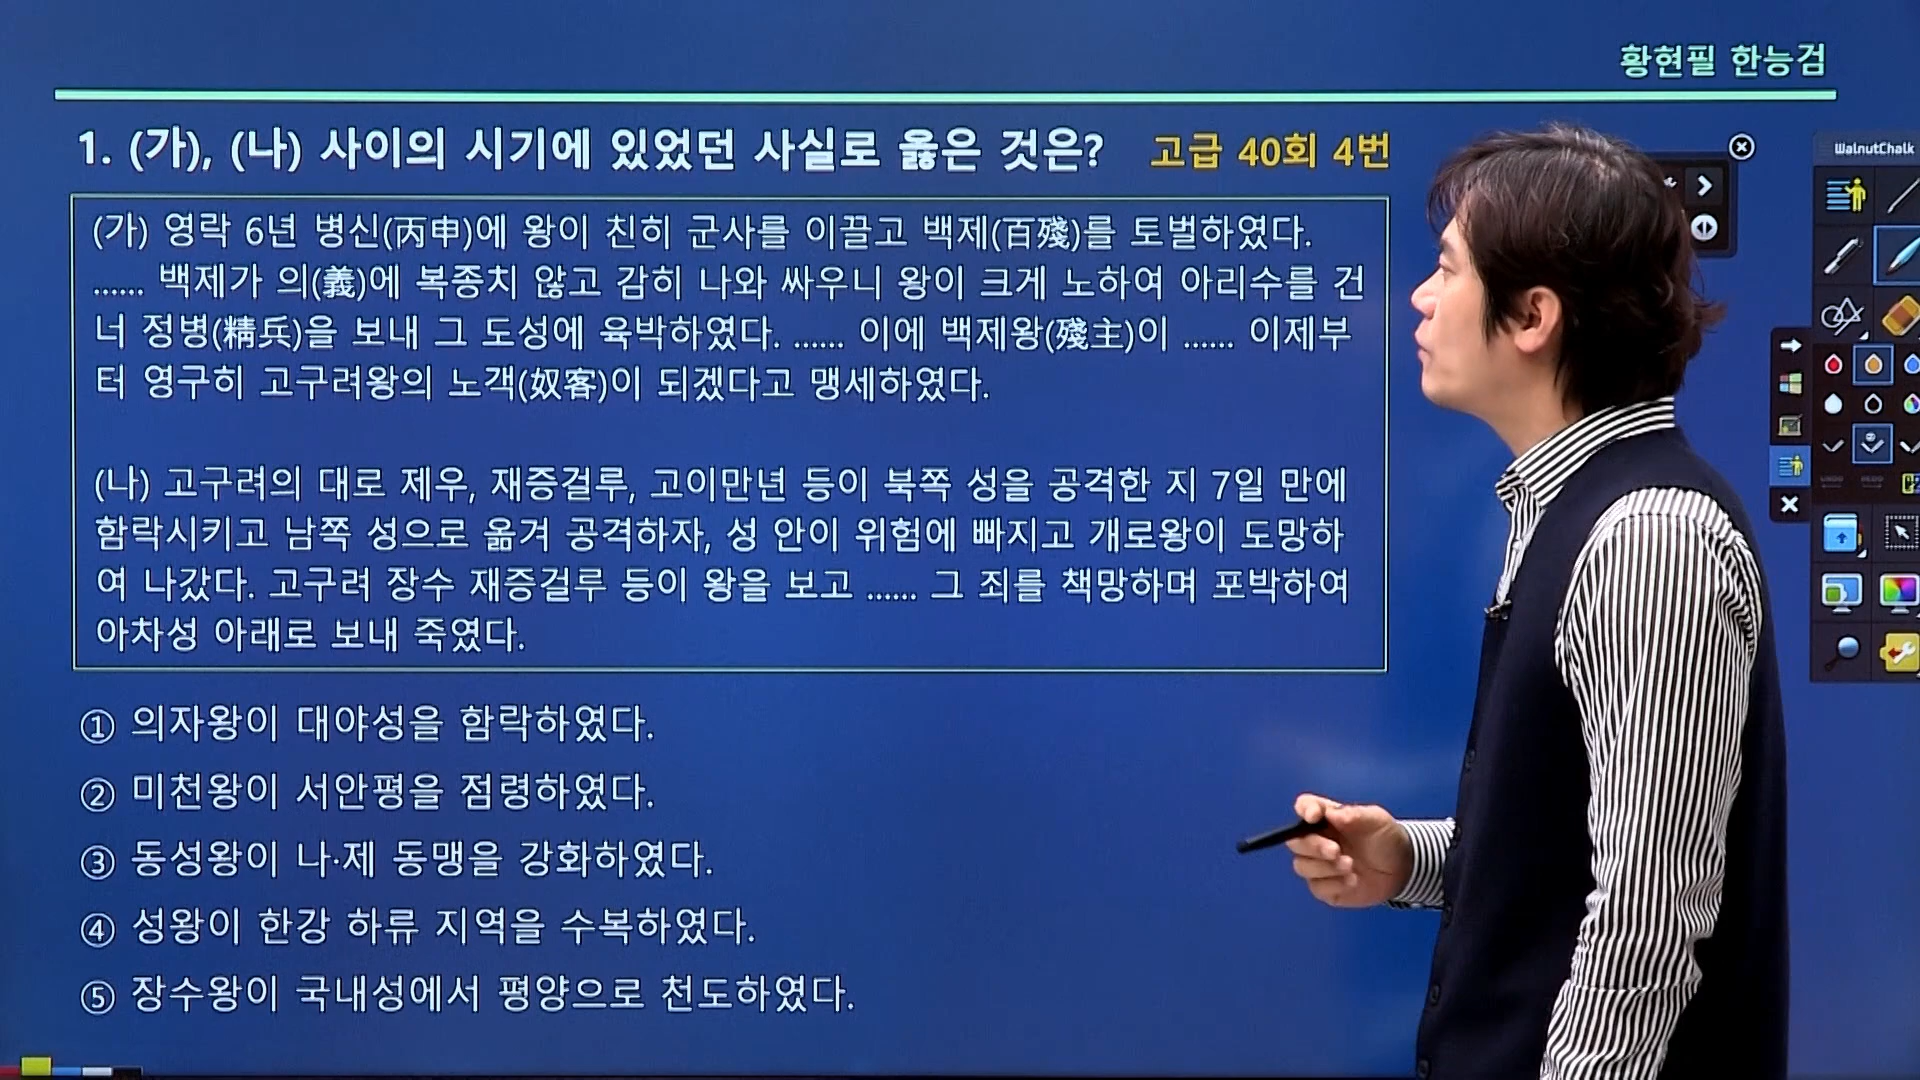 황현필 한능검
1. (가), (나) 사이의 시기에 있었던 사실로 옳은 것은? 고급 40회 4번
(가) 영락 6년 병신(丙申)에 왕이 친히 군사를 이끌고 백제(百殘)를 토벌하였다.
...... 백제가 의(義)에 복종치 않고 감히 나와 싸우니 왕이 크게 노하여 아리수를 건
너 정병(精兵)을 보내 그 도성에 육박하였다. ...... 이에 백제왕(殘主)이 ...... 이제부
터 영구히 고구려왕의 노객(奴客)이 되겠다고 맹세하였다.
(나) 고구려의 대로 제우, 재증걸루, 고이만년 등이 북쪽 성을 공격한 지 7일 만에
함락시키고 남쪽 성으로 옮겨 공격하자, 성 안이 위험에 빠지고 개로왕이 도망하
여 나갔다. 고구려 장수 재증걸루 등이 왕을 보고 ...... 그 죄를 책망하며 포박하여
아차성 아래로 보내 죽였다.
① 의자왕이 대야성을 함락하였다.
② 미천왕이 서안평을 점령하였다.
③ 동성왕이 나·제 동맹을 강화하였다.
④ 성왕이 한강 하류 지역을 수복하였다.
⑤ 장수왕이 국내성에서 평양으로 천도하였다.
WalnutChalk